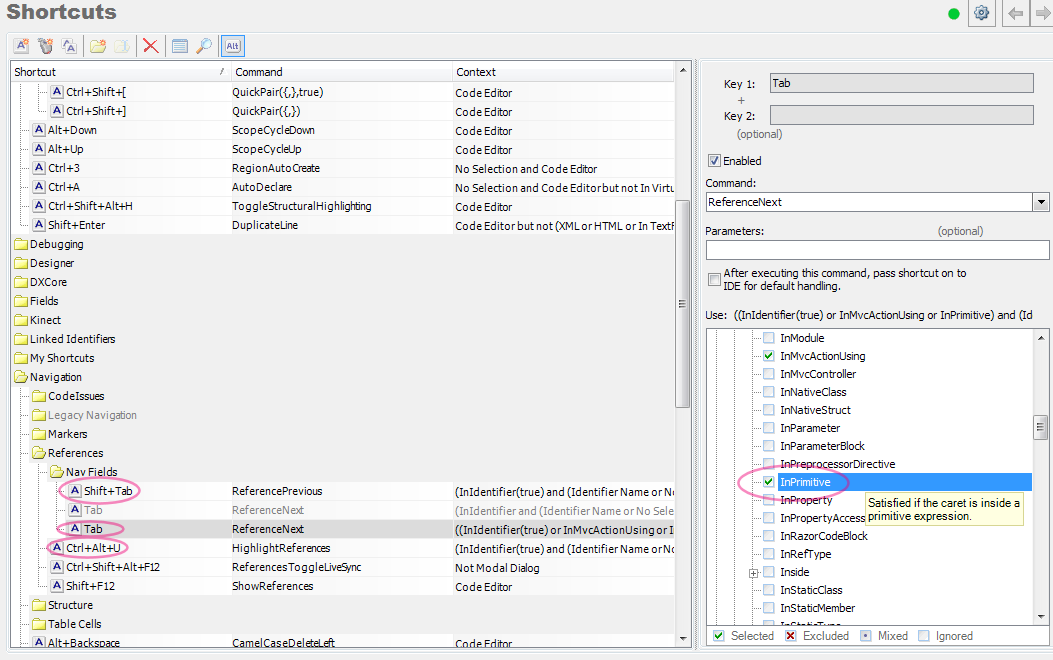 Shortcuts
Alt
Shortcut / Command Context
A Ctrl+Shift+[ QuickPair({,},true) Code Editor
A Ctrl+Shift+] QuickPair({,}) Code Editor
A Alt+Down ScopeCycleDown Code Editor
A Alt+Up ScopeCycleUp Code Editor
A Ctrl+3 RegionAutoCreate No Selection and Code Editor
A Ctrl+A AutoDeclare No Selection and Code Editor but not In Virtu
A Ctrl+Shift+Alt+H ToggleStructuralHighlighting Code Editor
A Shift+Enter DuplicateLine Code Editor but not (XML or HTML or In TextF
Debugging
Designer
DXCore
Fields
Kinect
Linked Identifiers
My Shortcuts
Navigation
CodeIssues
Legacy Navigation
Markers
References
Nav Fields
A Shift+Tab ReferencePrevious (InIdentifier(true) and (Identifier Name or No
A Tab ReferenceNext (InIdentifier and (Identifier Name or No Selec
A Tab ReferenceNext ((InIdentifier(true) or InMvcActionUsing or I
A Ctrl+Alt+U HighlightReferences (InIdentifier(true) and (Identifier Name or No
A Ctrl+Shift+Alt+F12 ReferencesToggleLiveSync Not Modal Dialog
A Shift+F12 ShowReferences Code Editor
Structure
Table Cells
A Alt+Backspace CamelCaseDeleteLeft Code Editor
Key 1: Tab
+
Key 2:
(optional)
Enabled
Command:
ReferenceNext
Parameters: (optional)
After executing this command, pass shortcut on to
IDE for default handling.
Use: ((InIdentifier(true) or InMvcActionUsing or InPrimitive) and (Id
InModule
InMvcActionUsing
InMvcController
InNativeClass
InNativeStruct
InParameter
InParameterBlock
InPreprocessorDirective
InPrimitive
InProperty
InPropertyAccess
Satisfied if the caret is inside a
primitive expression.
InRazorCodeBlock
InRefType
Inside
InStaticClass
InStaticMember
InStaticType
Selected Excluded Mixed Ignored